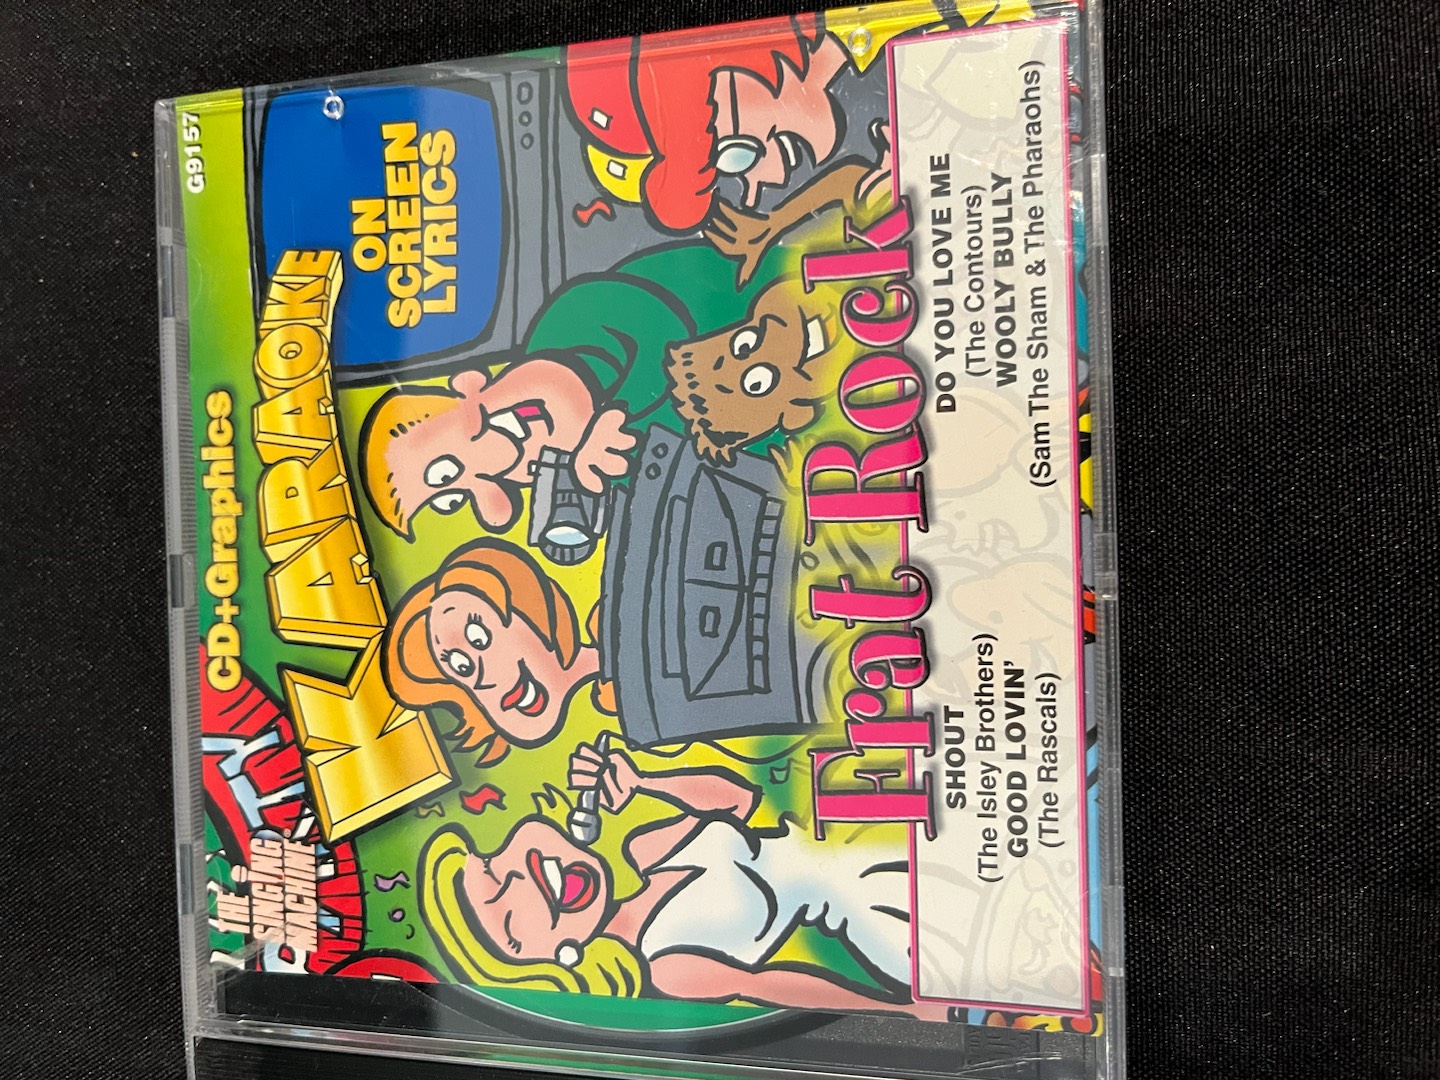 G9157
CD+Graphics
THE
SINGING
MACHINE®
KARAOKE
ON
SCREEN
LYRICS
Frat Rock
SHOUT
(The Isley Brothers)
GOOD LOVIN’
(The Rascals)
DO YOU LOVE ME
(The Contours)
WOOLY BULLY
(Sam The Sham & The Pharaohs)